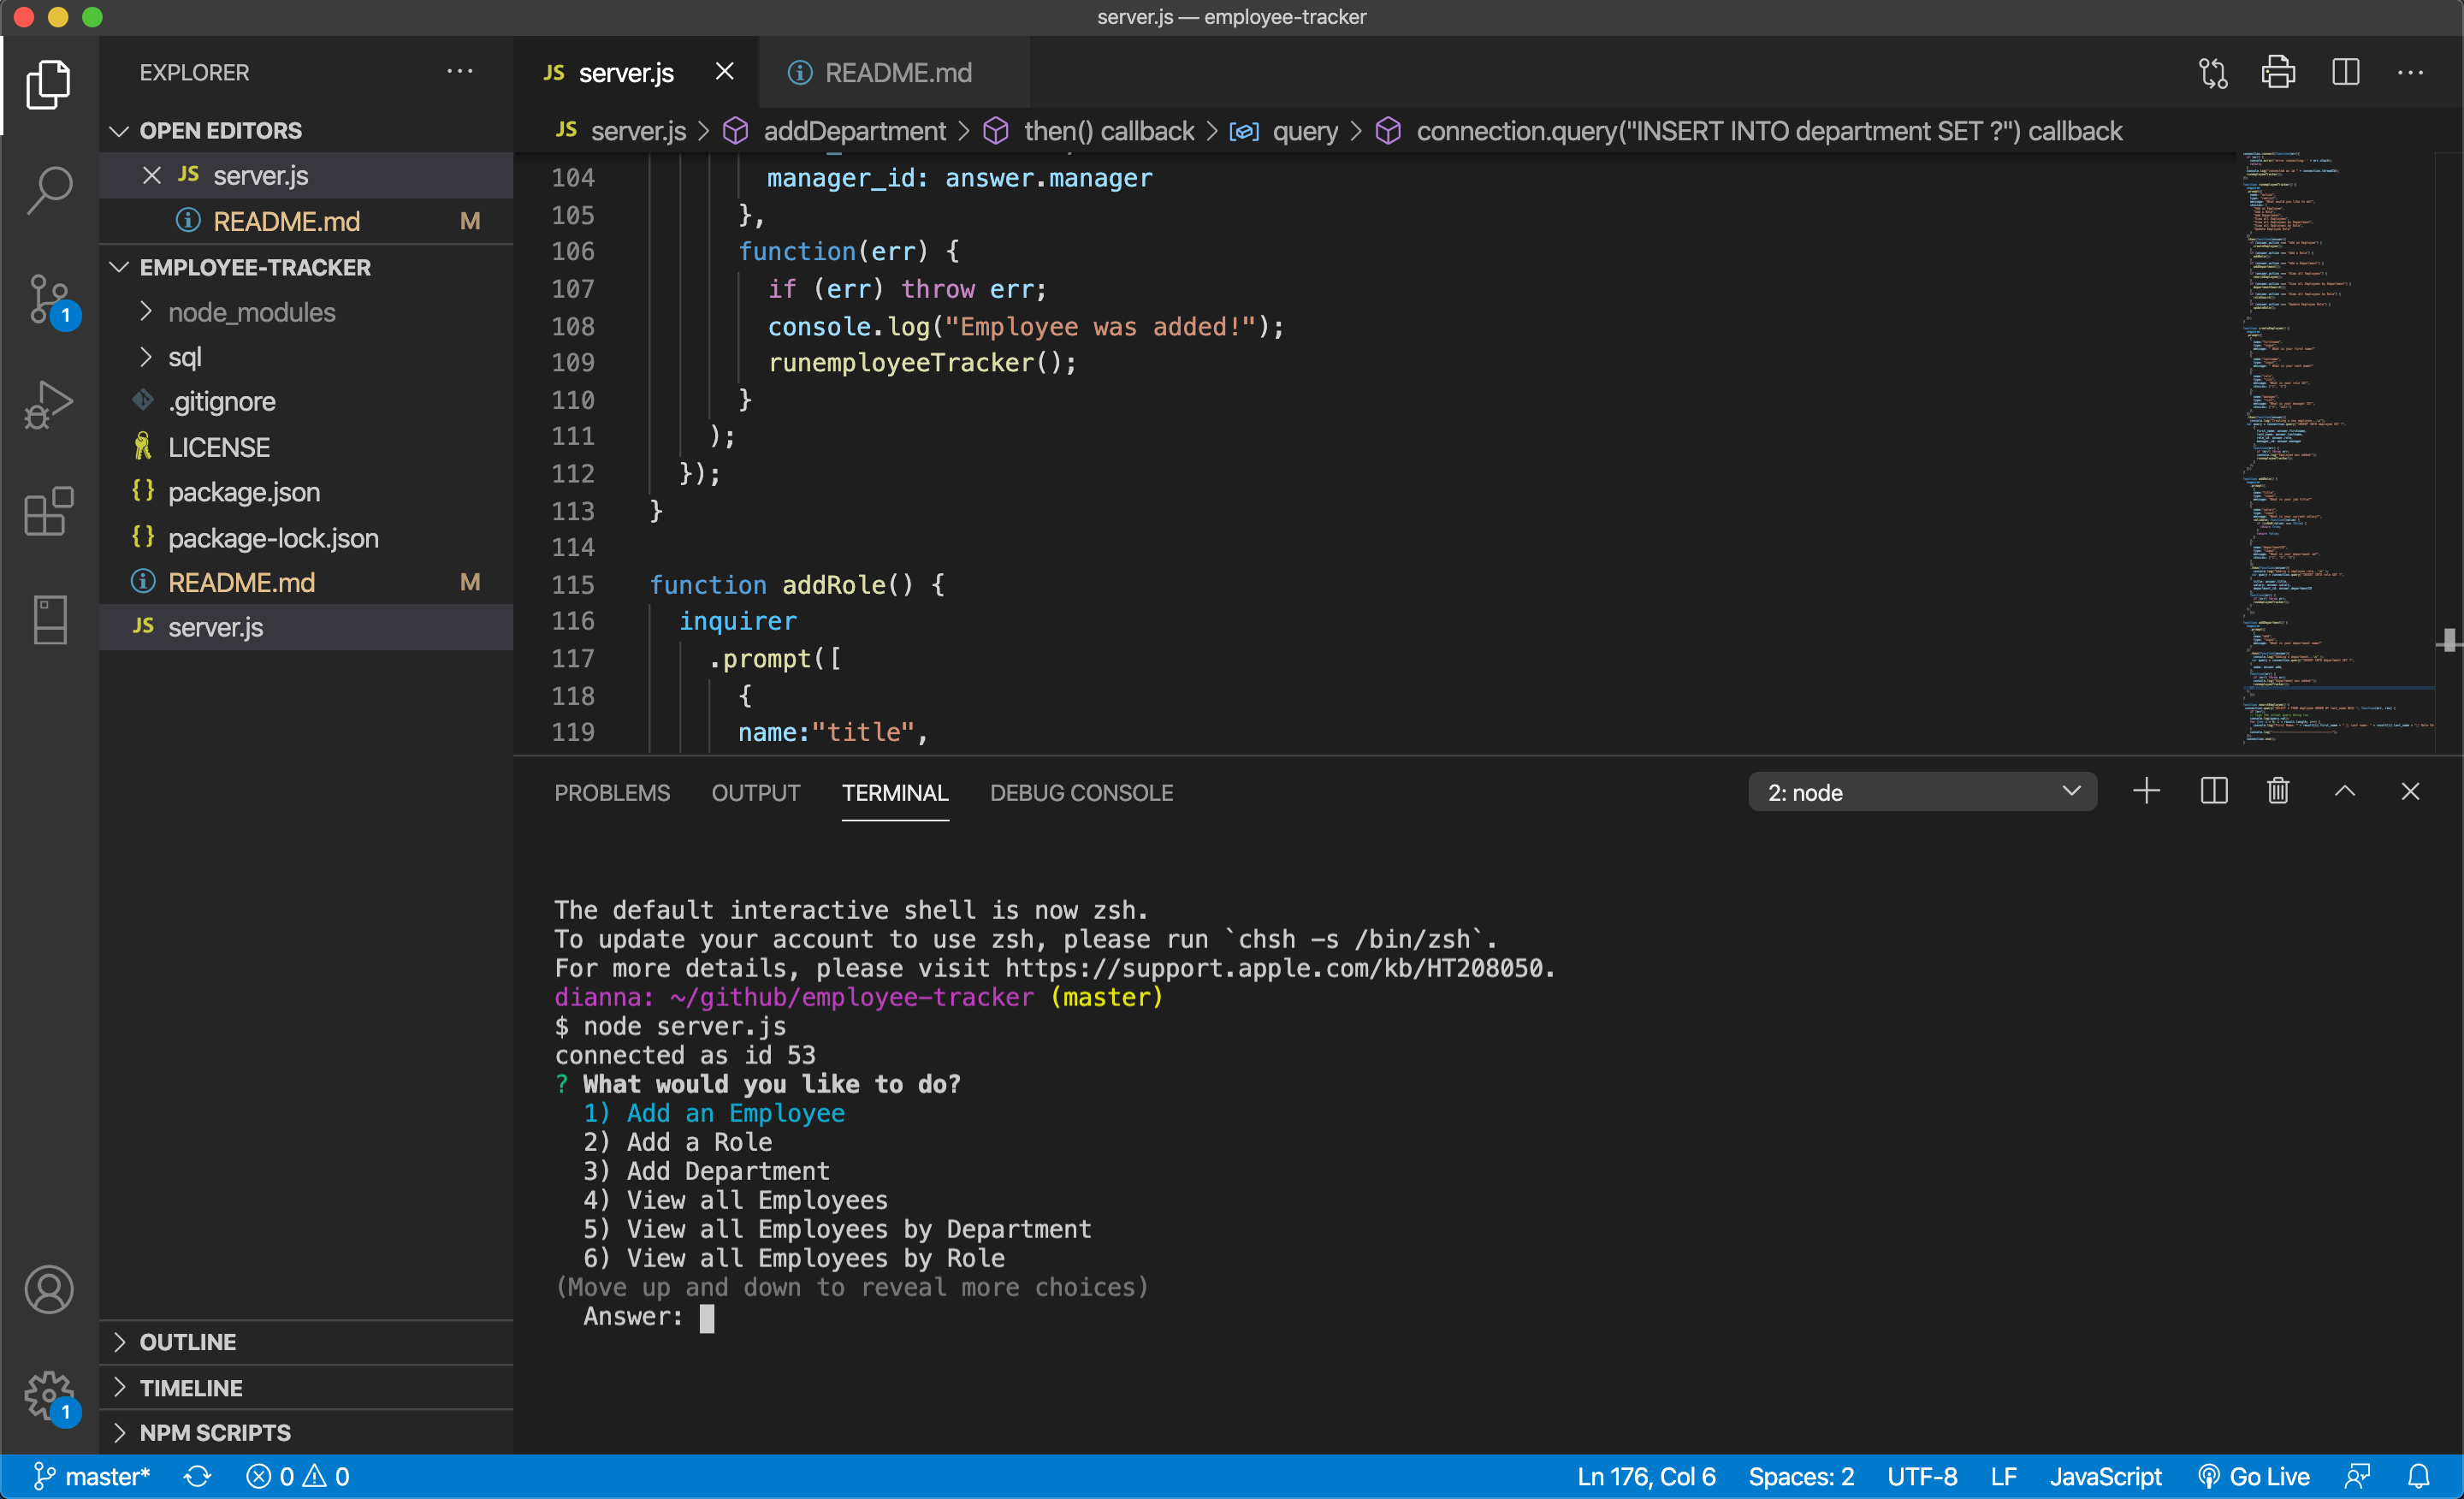 server.js — employee-tracker
EXPLORER
OPEN EDITORS
JS server.js
README.md M
EMPLOYEE-TRACKER
node_modules
sql
.gitignore
LICENSE
{} package.json
{} package-lock.json
README.md M
JS server.js
OUTLINE
TIMELINE
NPM SCRIPTS
1
1
JS server.js
README.md
JS server.js > addDepartment > then() callback > query > connection.query("INSERT INTO department SET ?") callback
104 manager_id: answer.manager
105 },
106 function(err) {
107 if (err) throw err;
108 console.log("Employee was added!");
109 runemployeeTracker();
110 }
111 );
112 });
113 }
114
115 function addRole() {
116 inquirer
117 .prompt([
118 {
119 name:"title",
PROBLEMS OUTPUT TERMINAL DEBUG CONSOLE 2: node
The default interactive shell is now zsh.
To update your account to use zsh, please run `chsh -s /bin/zsh`.
For more details, please visit https://support.apple.com/kb/HT208050.
dianna: ~/github/employee-tracker (master)
$ node server.js
connected as id 53
? What would you like to do?
1) Add an Employee
2) Add a Role
3) Add Department
4) View all Employees
5) View all Employees by Department
6) View all Employees by Role
(Move up and down to reveal more choices)
Answer:
master* 0 0 Ln 176, Col 6 Spaces: 2 UTF-8 LF JavaScript Go Live